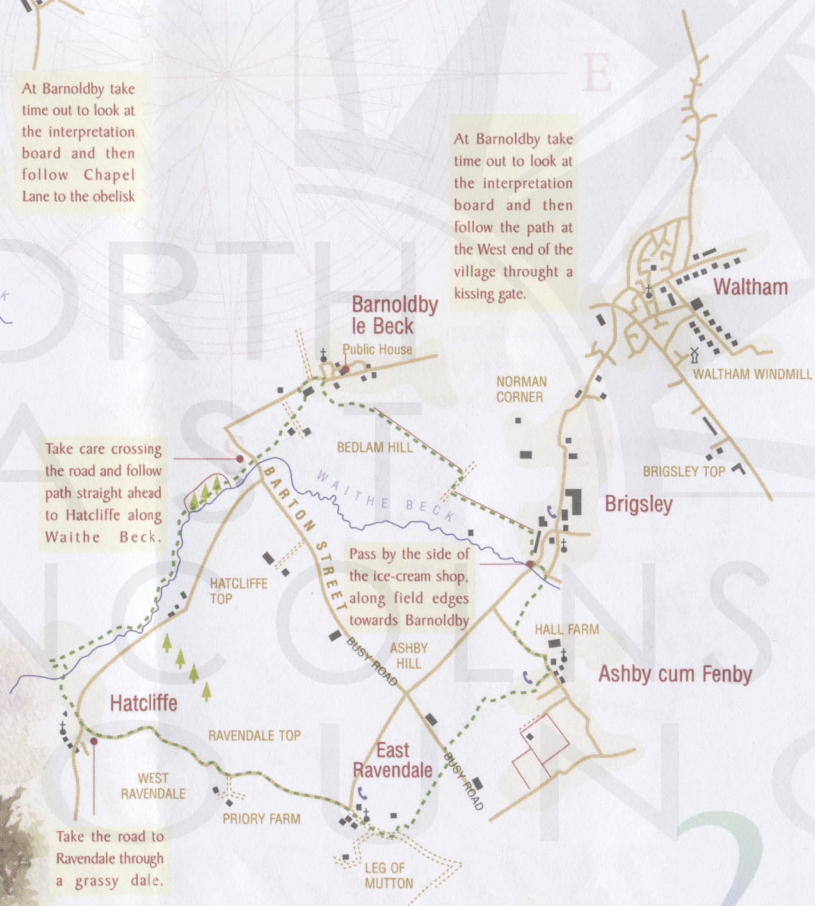 E
At Barnoldby take
time out to look at
the interpretation
board and then
follow Chapel
Lane to the obelisk
At Barnoldby take
time out to look at
the interpretation
board and then
follow the path at
the West end of the
village throught a
kissing gate.
NORTH
EAST
LINCOLNS
COUNC
Waltham
WALTHAM WINDMILL
Barnoldby
le Beck
Public House
NORMAN
CORNER
BEDLAM HILL
BRIGSLEY TOP
Take care crossing
the road and follow
path straight ahead
to Hatcliffe along
Waithe Beck.
S
WAITHE BECK
BARTON STREET
Brigsley
Pass by the side of
the ice-cream shop,
along field edges
towards Barnoldby
HATCLIFFE
TOP
HALL FARM
BUSY ROAD
ASHBY
HILL
Ashby cum Fenby
Hatcliffe
RAVENDALE TOP
East
Ravendale
BUSY ROAD
WEST
RAVENDALE
PRIORY FARM
Take the road to
Ravendale through
a grassy dale.
LEG OF
MUTTON
2